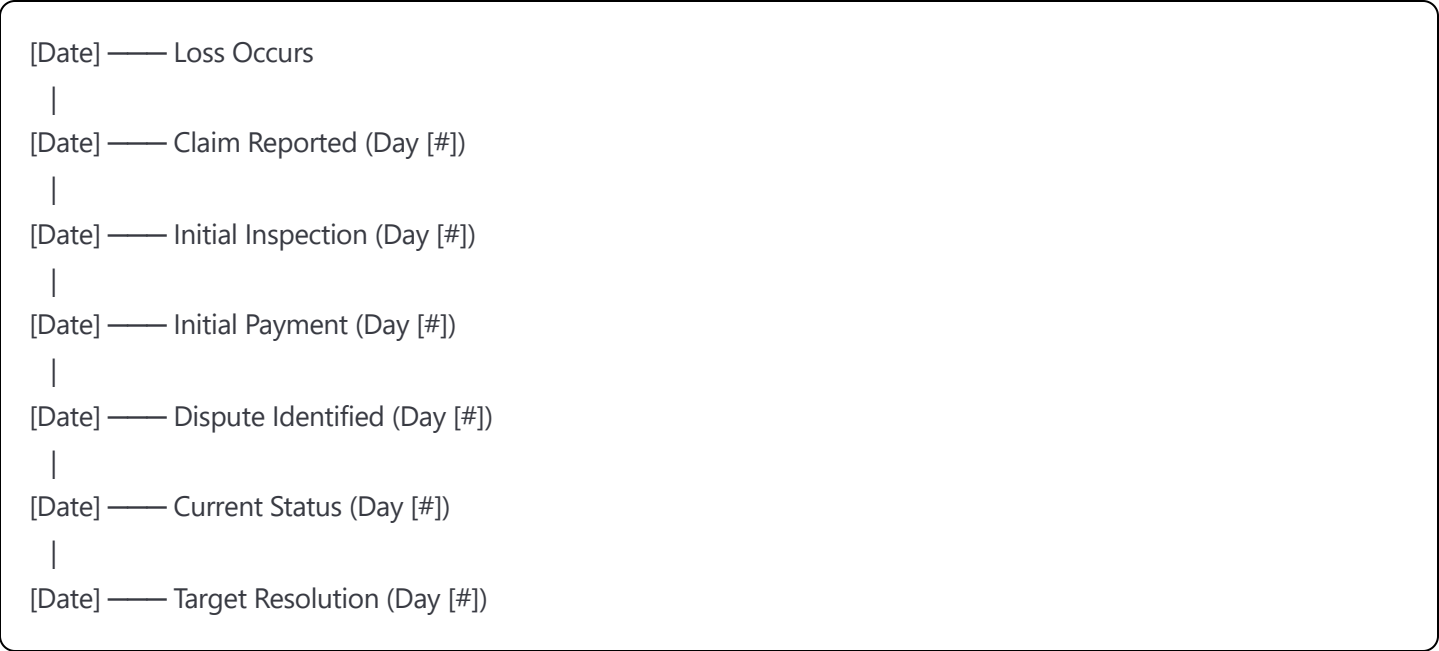 [Date] ─── Loss Occurs
|
[Date] ─── Claim Reported (Day [#])
|
[Date] ─── Initial Inspection (Day [#])
|
[Date] ─── Initial Payment (Day [#])
|
[Date] ─── Dispute Identified (Day [#])
|
[Date] ─── Current Status (Day [#])
|
[Date] ─── Target Resolution (Day [#])